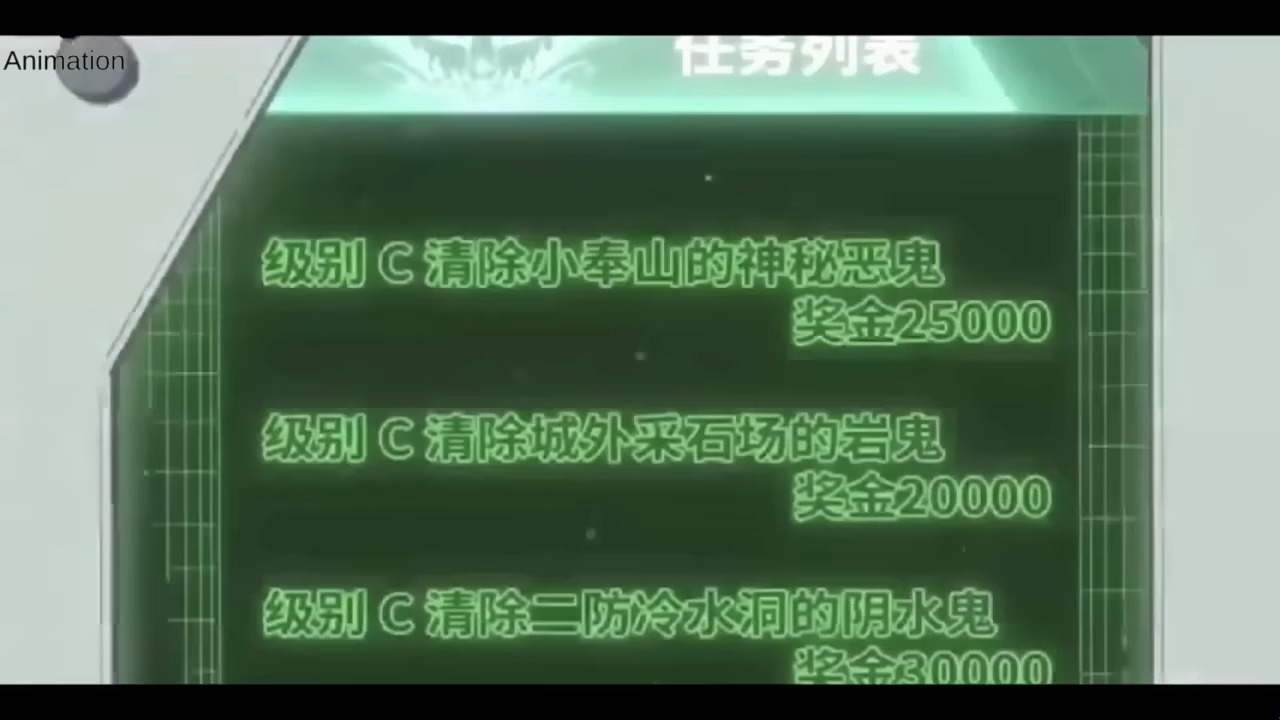 Animation
任务列表
级别 C 清除小奉山的神秘恶鬼
奖金25000
级别 C 清除城外采石场的岩鬼
奖金20000
级别 C 清除二防冷水洞的阴水鬼
奖金30000